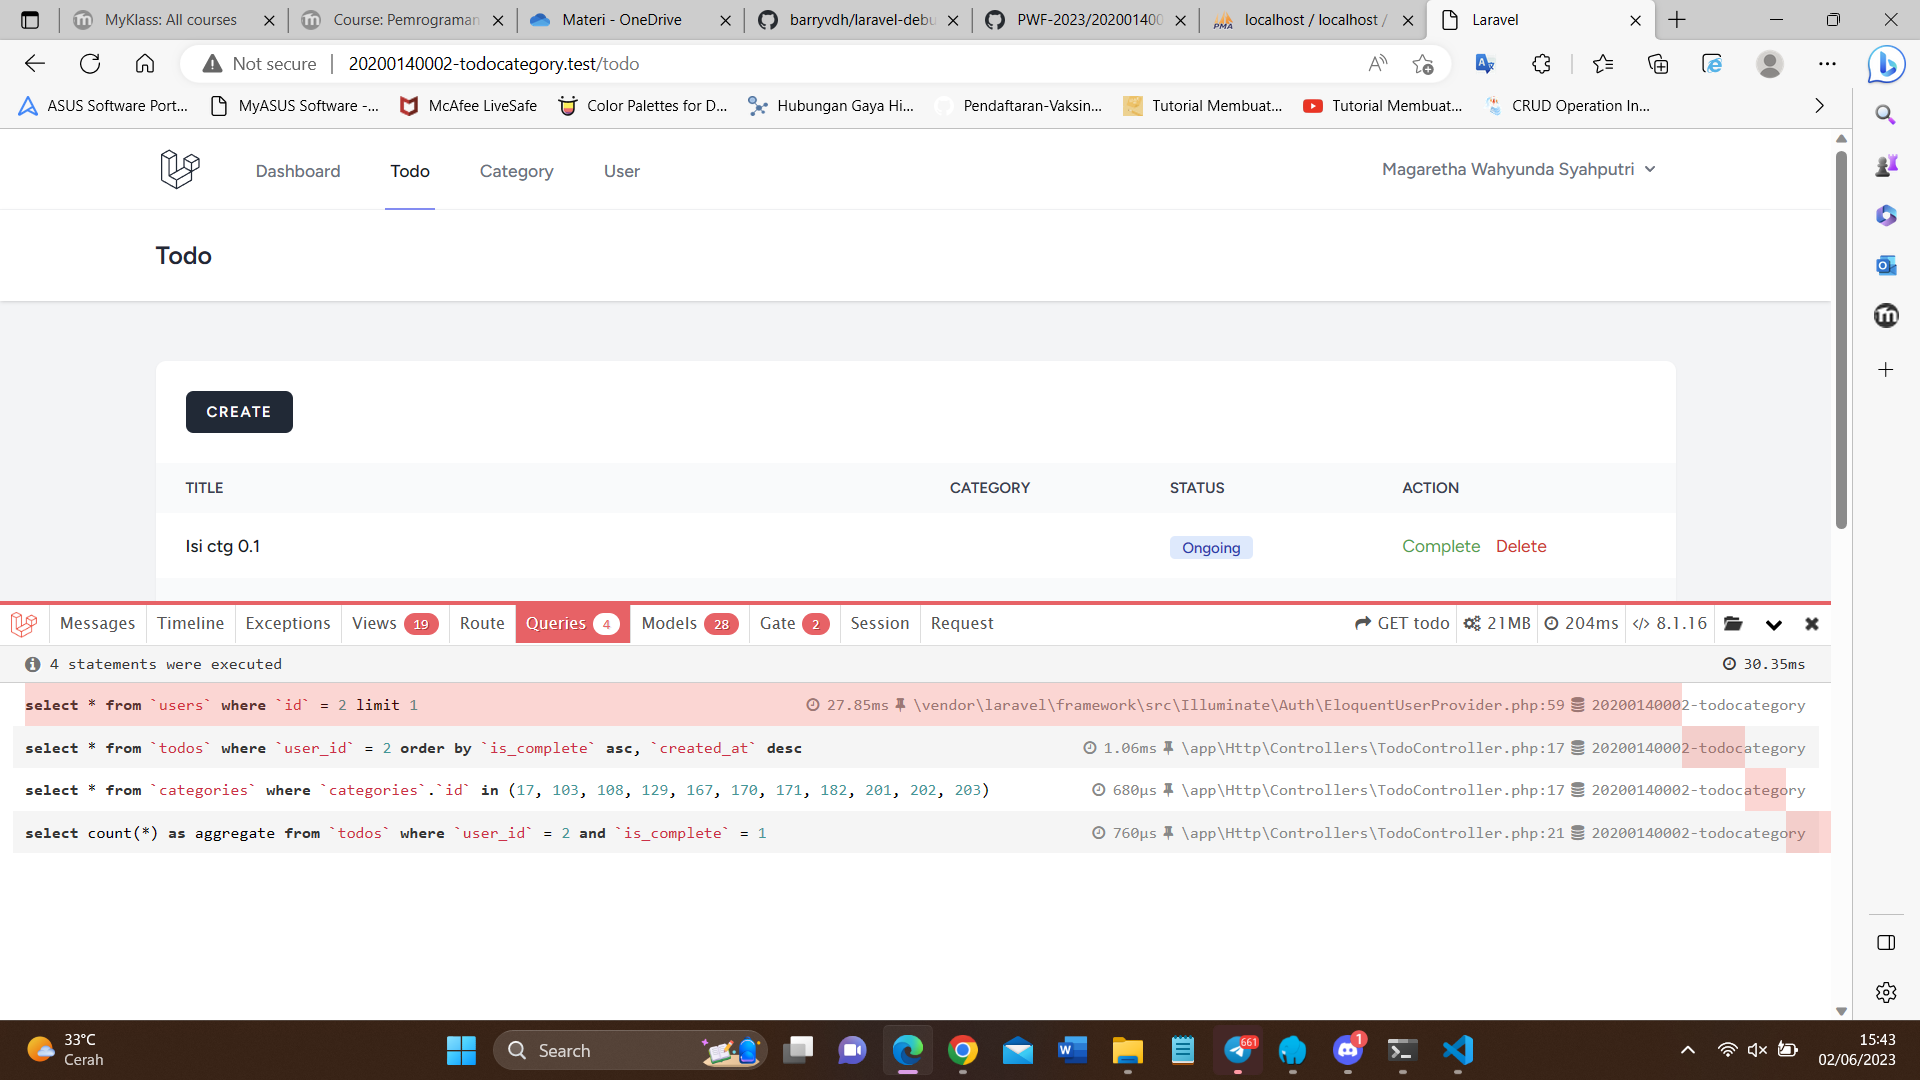 MyKlass: All courses
Course: Pemrograman
Materi - OneDrive
barryvdh/laravel-debu
PWF-2023/202001400
PMA localhost / localhost /
Laravel
Not secure
20200140002-todocategory.test/todo
ASUS Software Port...
MyASUS Software -...
McAfee LiveSafe
Color Palettes for D...
Hubungan Gaya Hi...
Pendaftaran-Vaksin...
Tutorial Membuat...
Tutorial Membuat...
CRUD Operation In...
Dashboard
Todo
Category
User
Magaretha Wahyunda Syahputri
Todo
CREATE
TITLE CATEGORY STATUS ACTION
Isi ctg 0.1 Ongoing Complete Delete
Messages Timeline Exceptions Views 19 Route Queries 4 Models 28 Gate 2 Session Request GET todo 21MB 204ms </> 8.1.16
4 statements were executed 30.35ms
select * from `users` where `id` = 2 limit 1 27.85ms \vendor\laravel\framework\src\Illuminate\Auth\EloquentUserProvider.php:59 20200140002-todocategory
select * from `todos` where `user_id` = 2 order by `is_complete` asc, `created_at` desc 1.06ms \app\Http\Controllers\TodoController.php:17 20200140002-todocategory
select * from `categories` where `categories`.`id` in (17, 103, 108, 129, 167, 170, 171, 182, 201, 202, 203) 680μs \app\Http\Controllers\TodoController.php:17 20200140002-todocategory
select count(*) as aggregate from `todos` where `user_id` = 2 and `is_complete` = 1 760μs \app\Http\Controllers\TodoController.php:21 20200140002-todocategory
33°C
Cerah
Search
661
1
15:43
02/06/2023